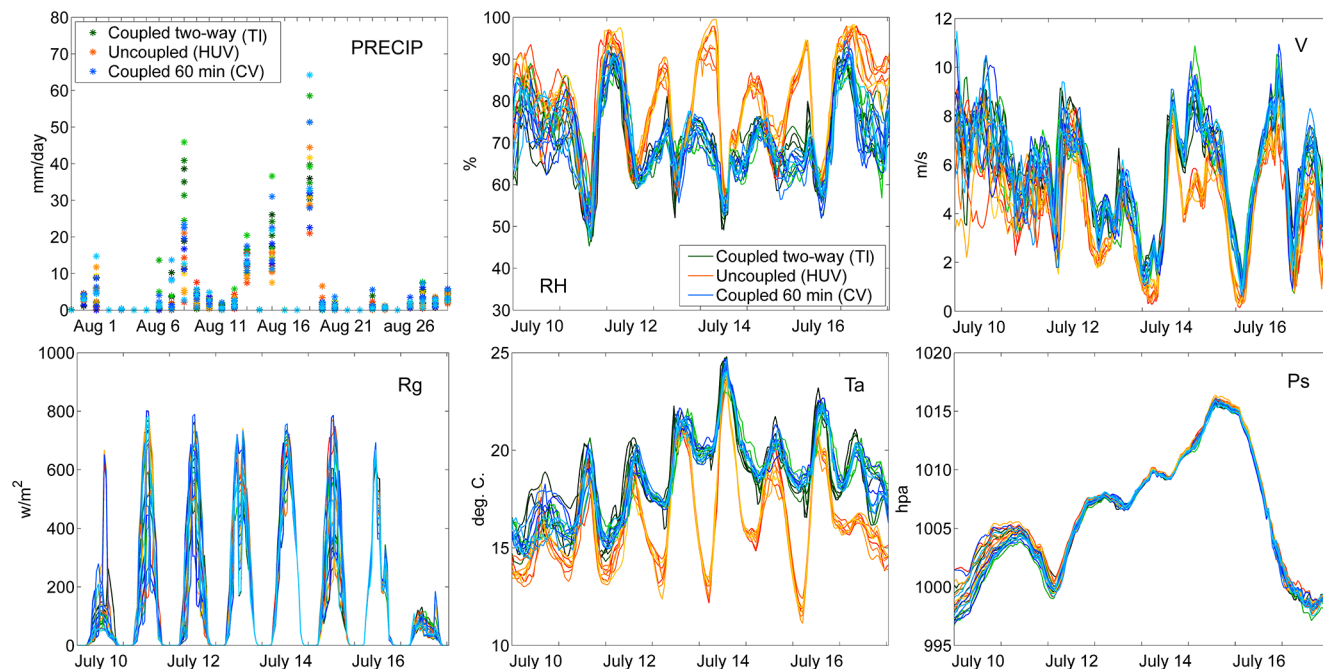 PRECIP
Coupled two-way (TI)
Uncoupled (HUV)
Coupled 60 min (CV)
mm/day
80
70
60
50
40
30
20
10
0
Aug 1 Aug 6 Aug 11 Aug 16 Aug 21 aug 26
%
100
90
80
70
60
50
40
30
RH
Coupled two-way (TI)
Uncoupled (HUV)
Coupled 60 min (CV)
July 10 July 12 July 14 July 16
V
m/s
12
10
8
6
4
2
0
July 10 July 12 July 14 July 16
Rg
w/m²
1000
800
600
400
200
0
July 10 July 12 July 14 July 16
Ta
deg. C.
25
20
15
10
July 10 July 12 July 14 July 16
Ps
hpa
1020
1015
1010
1005
1000
995
July 10 July 12 July 14 July 16